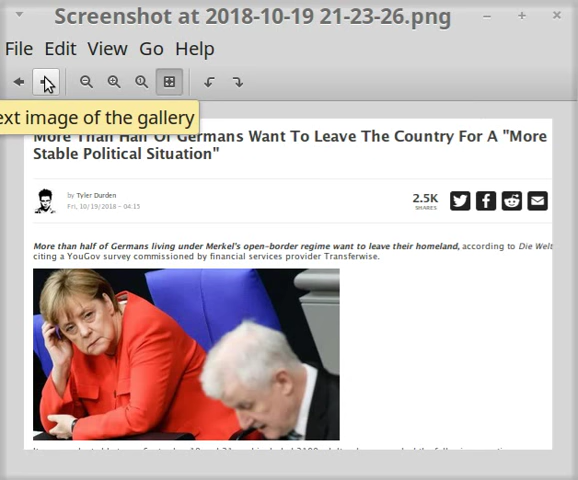 Screenshot at 2018-10-19 21-23-26.png
File Edit View Go Help
ext image of the gallery
More Than Half Of Germans Want To Leave The Country For A "More
Stable Political Situation"
by Tyler Durden
Fri, 10/19/2018 - 04:15
2.5K
SHARES
More than half of Germans living under Merkel's open-border regime want to leave their homeland, according to Die Welt
citing a YouGov survey commissioned by financial services provider Transferwise.